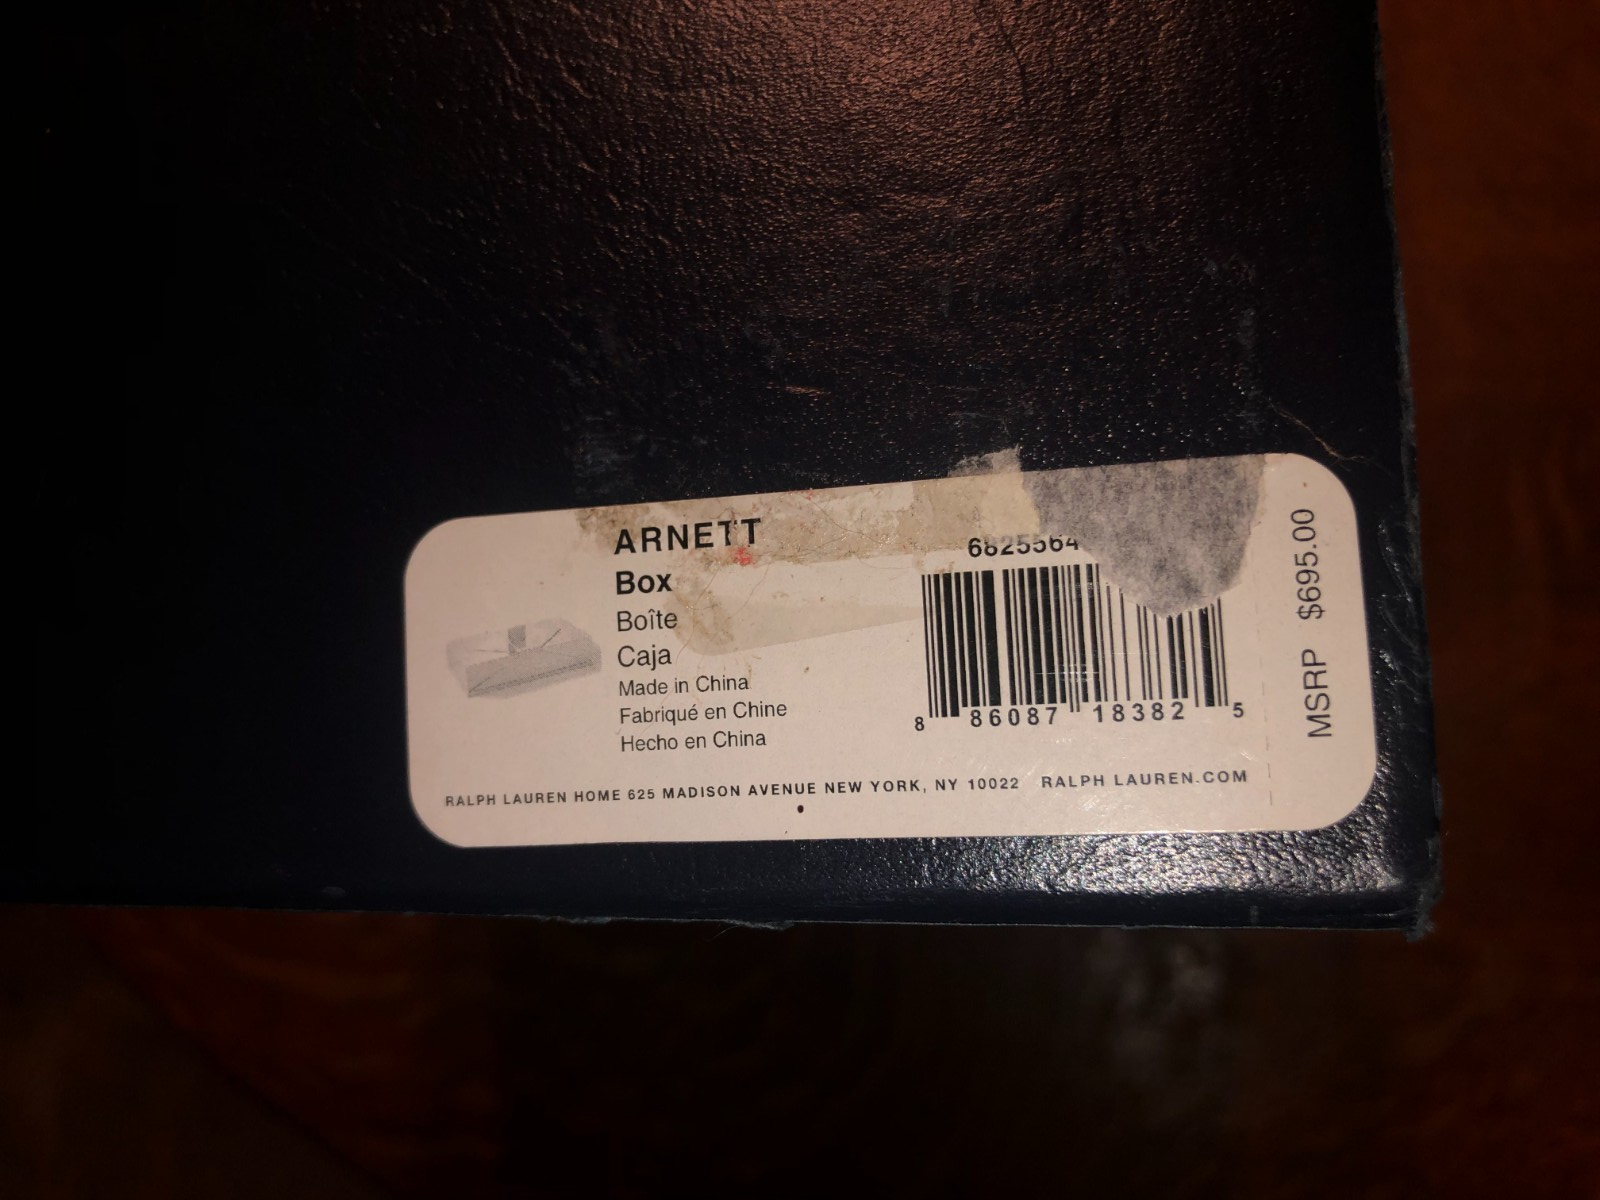 ARNETT
Box
Boîte
Caja
Made in China
Fabriqué en Chine
Hecho en China
6825564
8 86087 18382 5
MSRP $695.00
RALPH LAUREN HOME 625 MADISON AVENUE NEW YORK, NY 10022 RALPH LAUREN.COM